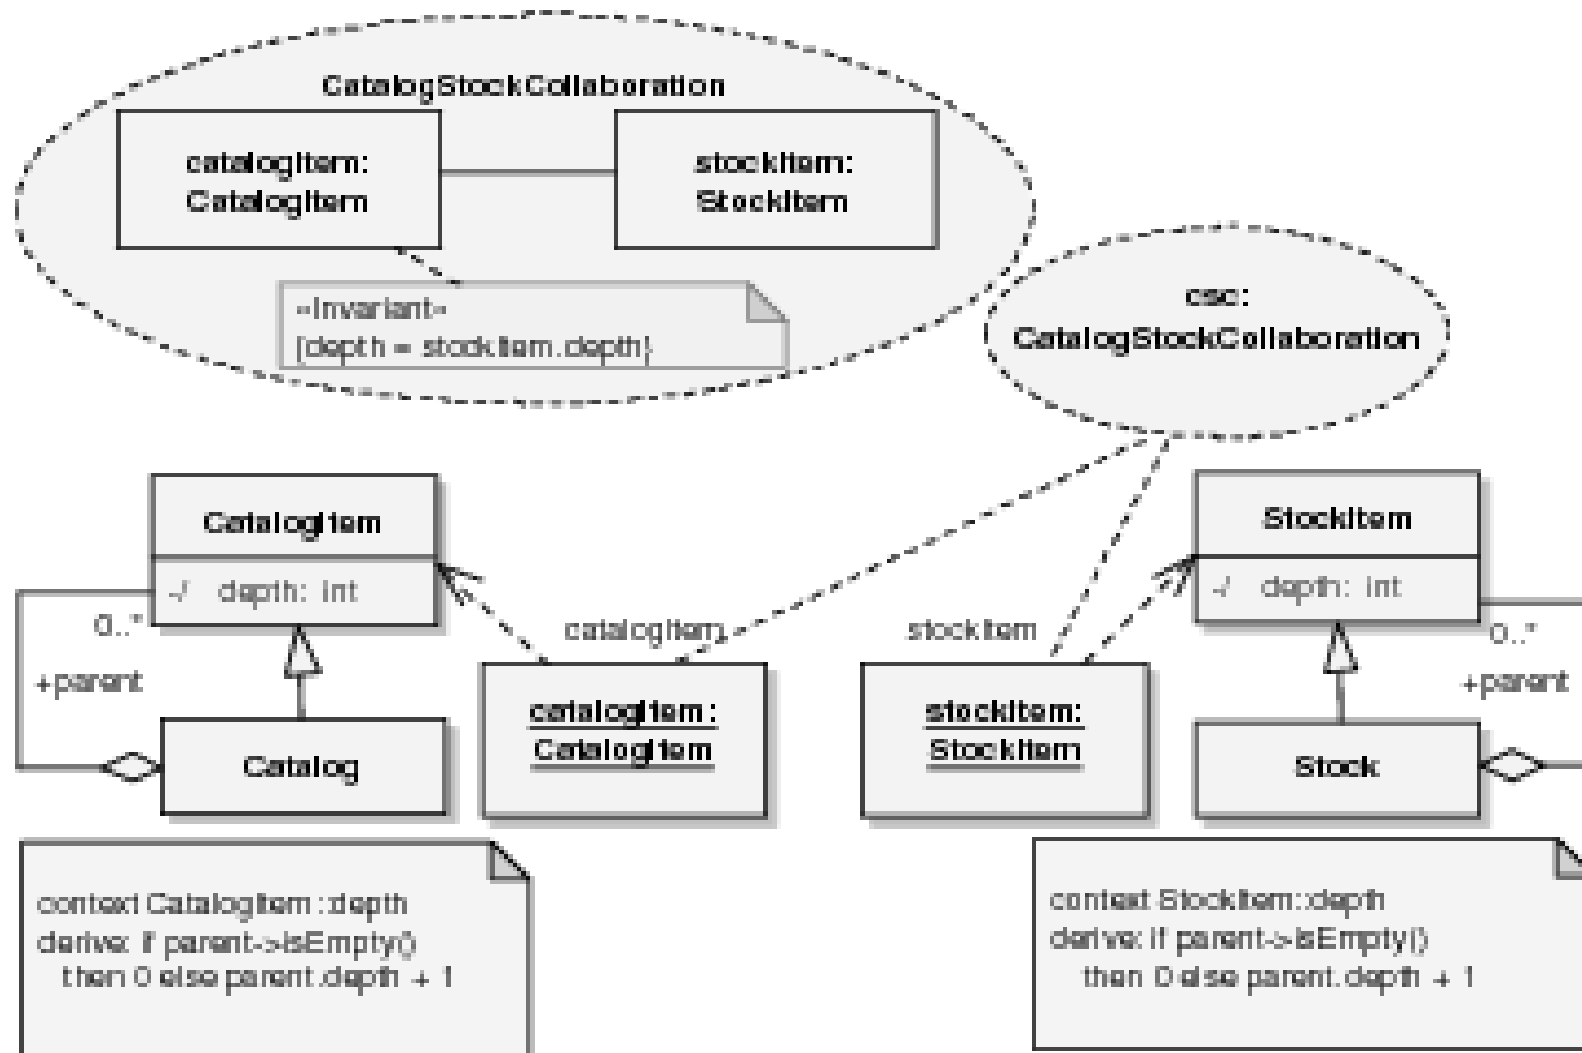 CatalogStockCollaboration
catalogItem:
CatalogItem
stockItem:
StockItem
«Invariant»
{depth = stockItem.depth}
csc:
CatalogStockCollaboration
CatalogItem
-/ depth: int
0..*
+parent
Catalog
catalogItem
catalogItem:
CatalogItem
stockItem
stockItem:
StockItem
StockItem
-/ depth: int
0..*
+parent
Stock
context CatalogItem::depth
derive: if parent->isEmpty()
then 0 else parent.depth + 1
context StockItem::depth
derive: if parent->isEmpty()
then 0 else parent.depth + 1